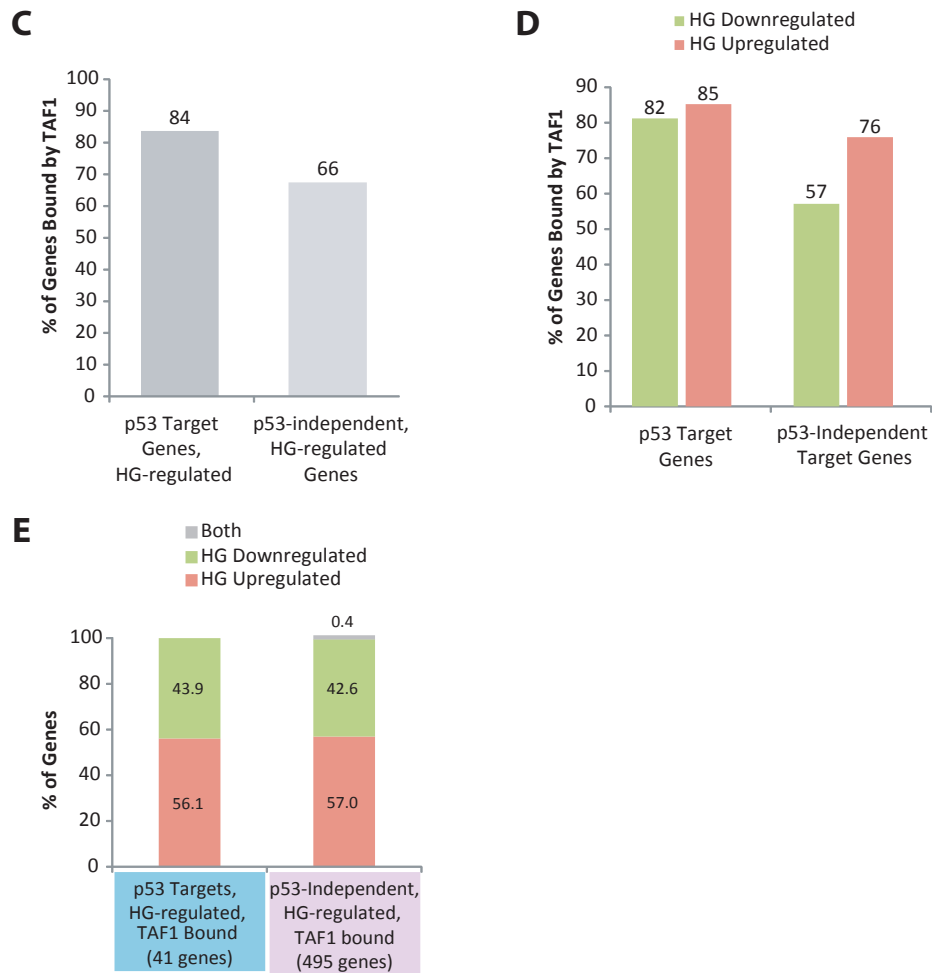 C
% of Genes Bound by TAF1
100
90
80
70
60
50
40
30
20
10
0
84
66
p53 Target
Genes,
HG-regulated
p53-independent,
HG-regulated
Genes
D
HG Downregulated
HG Upregulated
% of Genes Bound by TAF1
90
80
70
60
50
40
30
20
10
0
82
85
57
76
p53 Target
Genes
p53-Independent
Target Genes
E
Both
HG Downregulated
HG Upregulated
% of Genes
100
80
60
40
20
0
43.9
56.1
0.4
42.6
57.0
p53 Targets,
HG-regulated,
TAF1 Bound
(41 genes)
p53-Independent,
HG-regulated,
TAF1 bound
(495 genes)